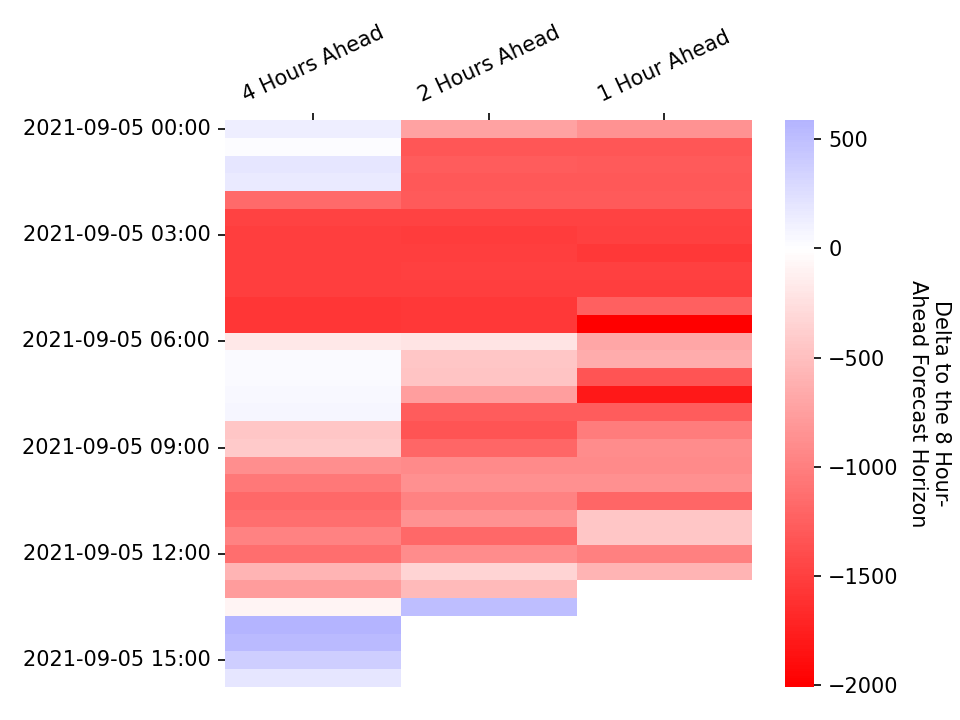 4 Hours Ahead
2 Hours Ahead
1 Hour Ahead
2021-09-05 00:00
2021-09-05 03:00
2021-09-05 06:00
2021-09-05 09:00
2021-09-05 12:00
2021-09-05 15:00
500
0
−500
−1000
−1500
−2000
Delta to the 8 Hour-
Ahead Forecast Horizon